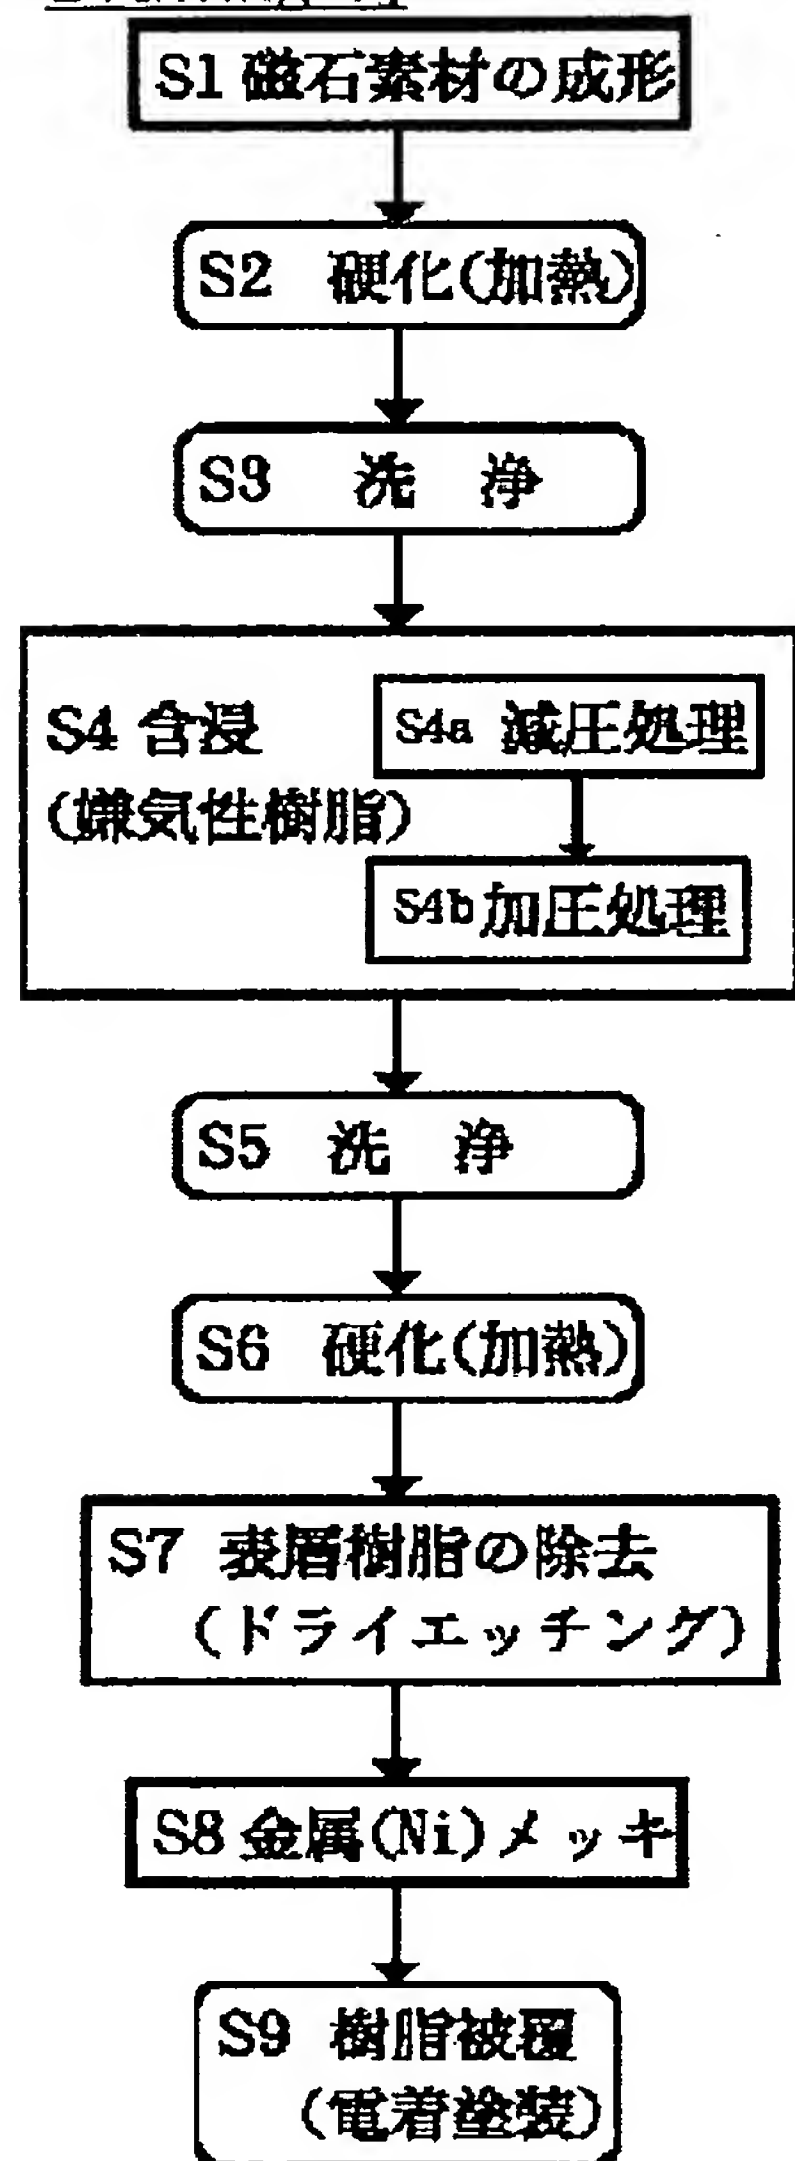 S1 磁石素材の成形
S2 硬化(加熱)
S3 洗 浄
S4 含浸
(嫌気性樹脂)
S4a 減圧処理
S4b 加圧処理
S5 洗 浄
S6 硬化(加熱)
S7 表層樹脂の除去
(ドライエッチング)
S8 金属(Ni)メッキ
S9 樹脂被覆
(電着塗装)